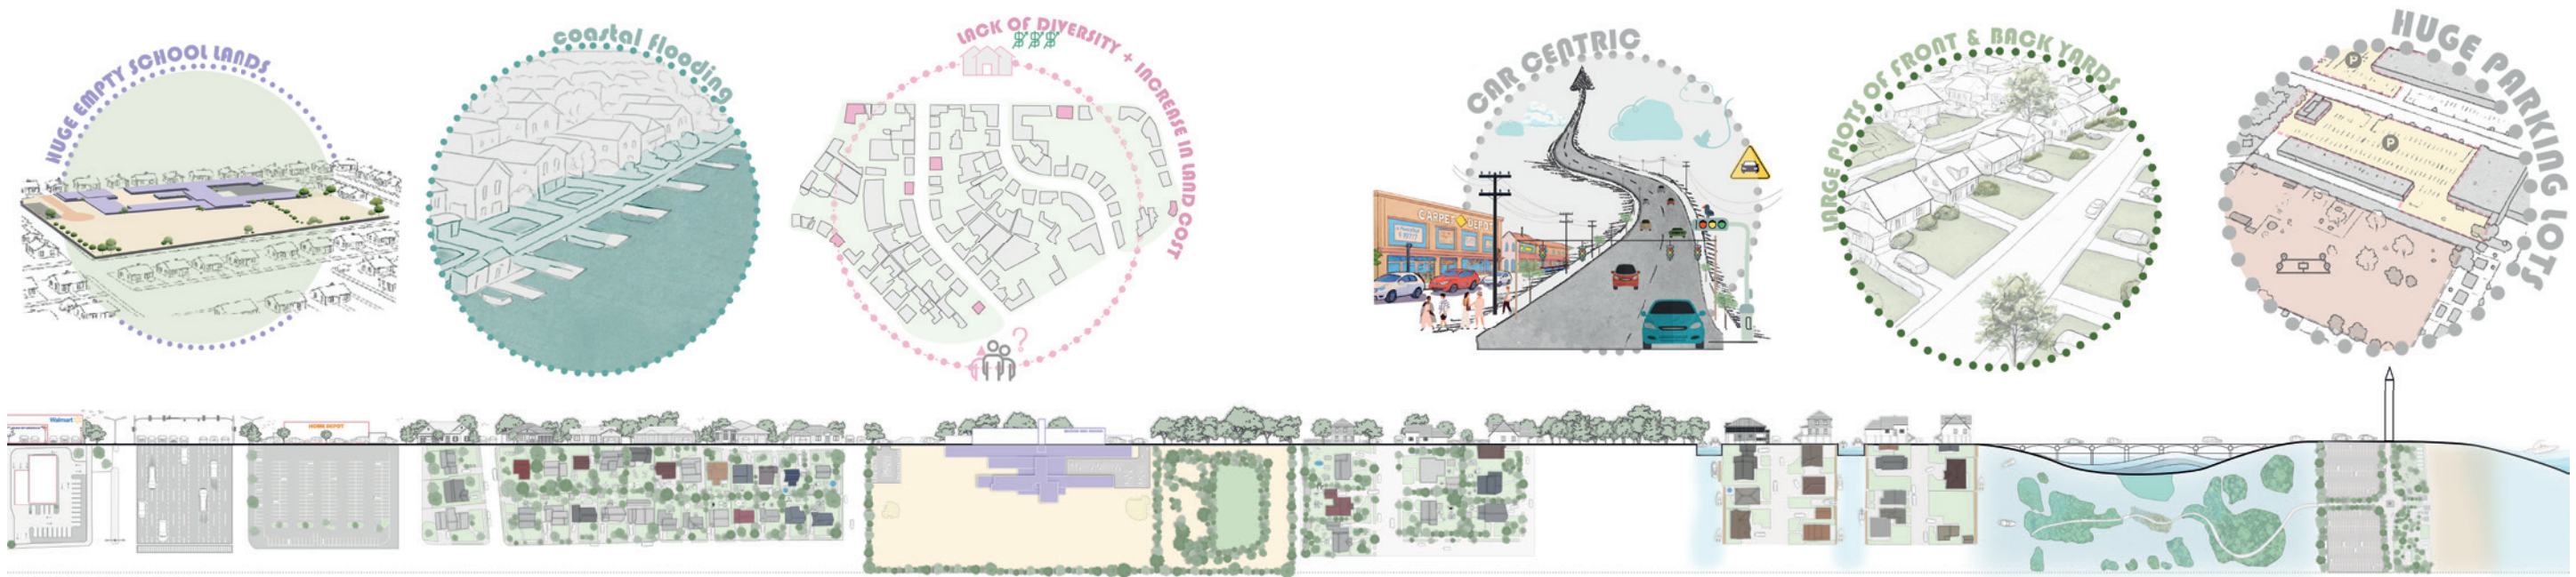 HUGE EMPTY SCHOOL LANDS
coastal flooding
LACK OF DIVERSITY + INCREASE IN LAND COST
$$$
?
CAR CENTRIC
CARPET DEPOT
LARGE PLOTS OF FRONT & BACK YARDS
HUGE PARKING LOTS
P
P
Walmart
HOME DEPOT